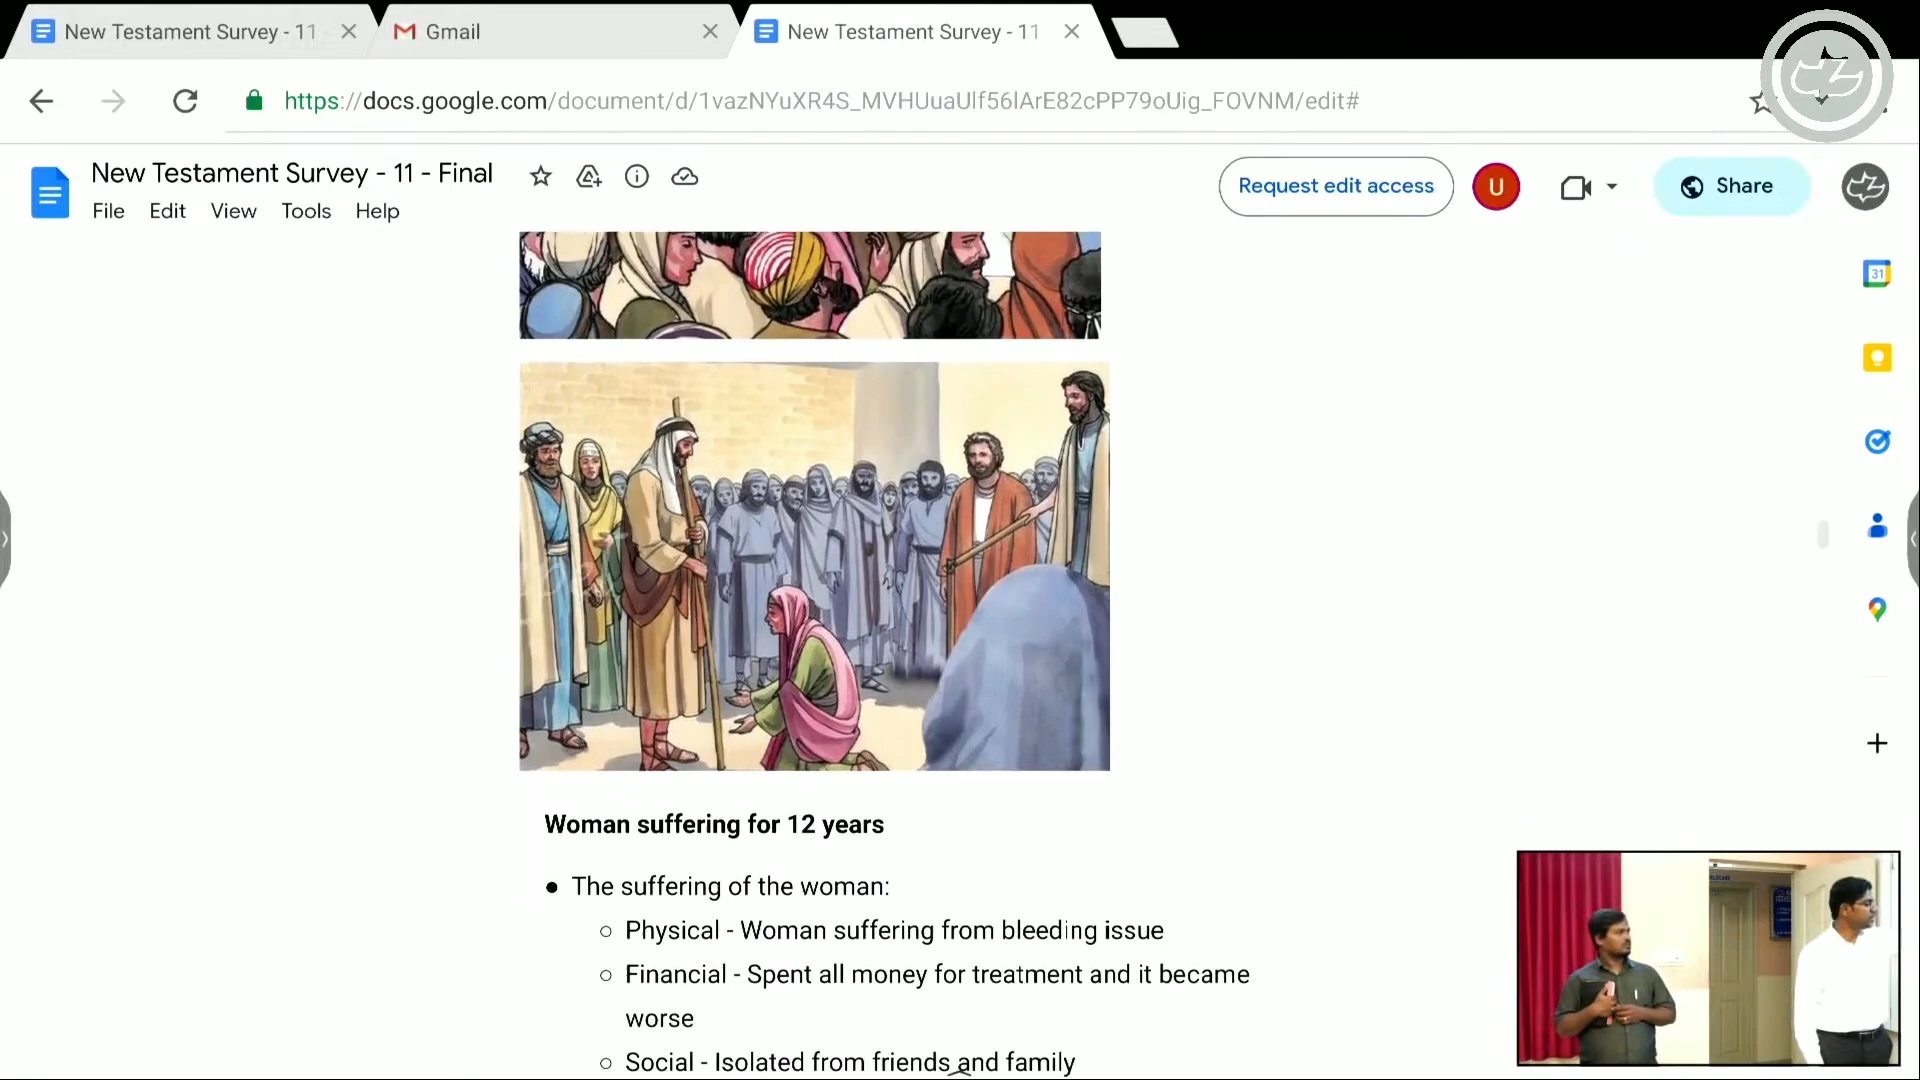 New Testament Survey - 11
Gmail
New Testament Survey - 11
https://docs.google.com/document/d/1vazNYuXR4S_MVHUuaUlf56lArE82cPP79oUig_FOVNM/edit#
New Testament Survey - 11 - Final
Request edit access
U
Share
File Edit View Tools Help
31
Woman suffering for 12 years
● The suffering of the woman:
○ Physical - Woman suffering from bleeding issue
○ Financial - Spent all money for treatment and it became
worse
○ Social - Isolated from friends and family